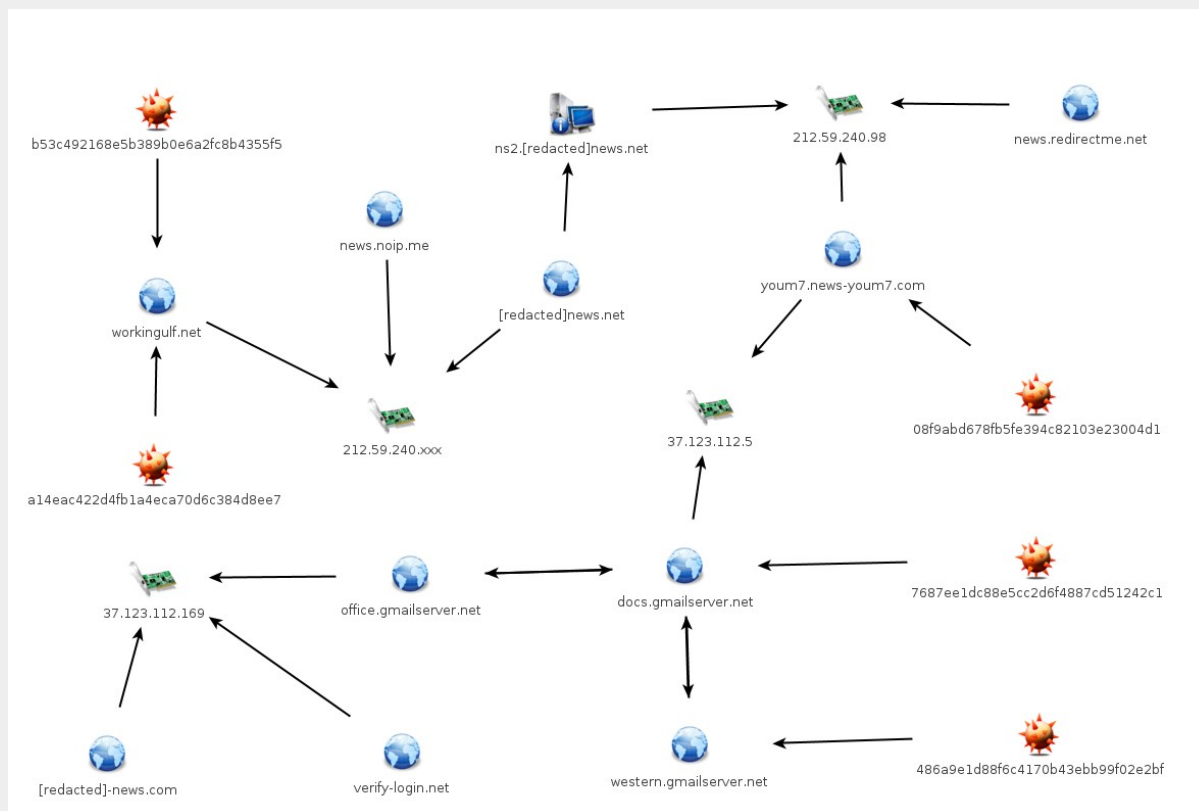 b53c492168e5b389b0e6a2fc8b4355f5
ns2.[redacted]news.net
212.59.240.98
news.redirectme.net
news.noip.me
[redacted]news.net
youm7.news-youm7.com
workingulf.net
212.59.240.xxx
37.123.112.5
08f9abd678fb5fe394c82103e23004d1
a14eac422d4fb1a4eca70d6c384d8ee7
37.123.112.169
office.gmailserver.net
docs.gmailserver.net
7687ee1dc88e5cc2d6f4887cd51242c1
[redacted]-news.com
verify-login.net
western.gmailserver.net
486a9e1d88f6c4170b43ebb99f02e2bf